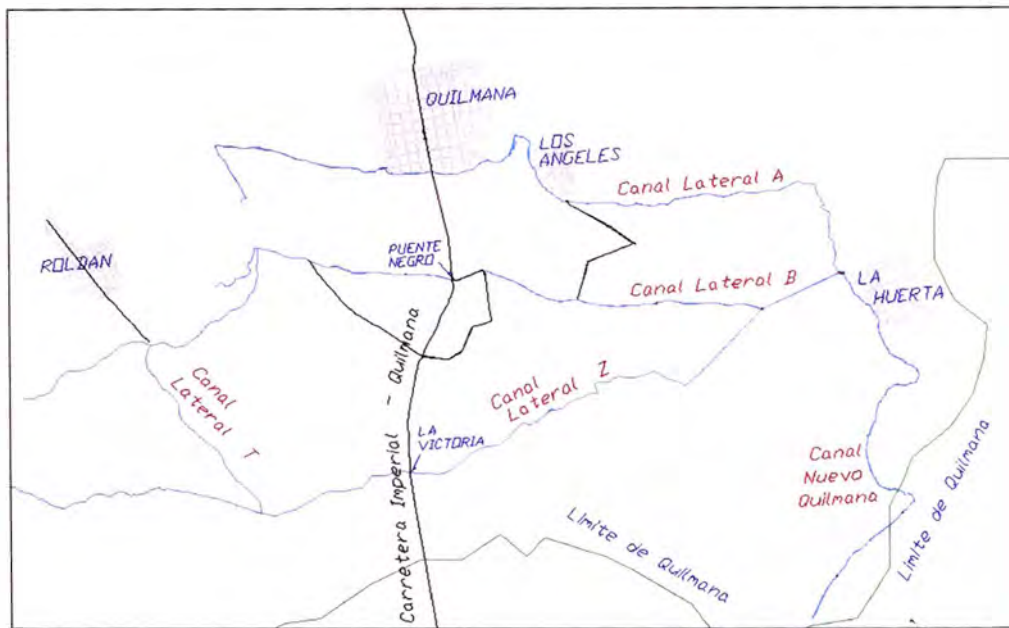 QUILMANA
LOS
ANGELES
Canal Lateral A
ROLDAN
PUENTE
NEGRO
LA
HUERTA
Canal Lateral B
Carretera Imperial - Quilmana
Canal
Lateral Z
Canal
Lateral T
LA
VICTORIA
Canal
Nuevo
Quilmana
Limite de Quilmana
Limite de Quilmana